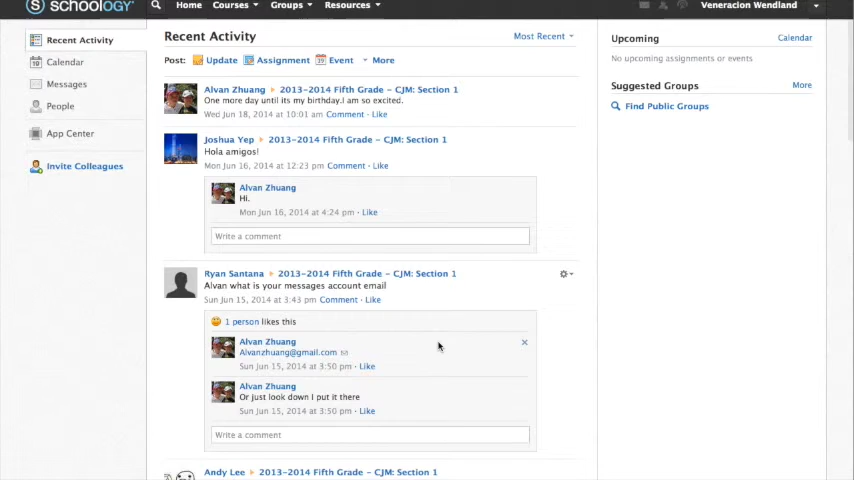 schoology Home Courses Groups Resources Veneracion Wendland
Recent Activity
Calendar
Messages
People
App Center
Invite Colleagues
Recent Activity Most Recent
Post: Update Assignment Event More
Alvan Zhuang 2013-2014 Fifth Grade - CJM: Section 1
One more day until its my birthday.I am so excited.
Wed Jun 18, 2014 at 10:01 am · Comment · Like
Joshua Yep 2013-2014 Fifth Grade - CJM: Section 1
Hola amigos!
Mon Jun 16, 2014 at 12:23 pm · Comment · Like
Alvan Zhuang
Hi.
Mon Jun 16, 2014 at 4:24 pm · Like
Write a comment
Ryan Santana 2013-2014 Fifth Grade - CJM: Section 1
Alvan what is your messages account email
Sun Jun 15, 2014 at 3:43 pm · Comment · Like
1 person likes this
Alvan Zhuang
Alvanzhuang@gmail.com
Sun Jun 15, 2014 at 3:50 pm · Like
Alvan Zhuang
Or just look down I put it there
Sun Jun 15, 2014 at 3:50 pm · Like
Write a comment
Andy Lee 2013-2014 Fifth Grade - CJM: Section 1
Upcoming Calendar
No upcoming assignments or events
Suggested Groups More
Find Public Groups